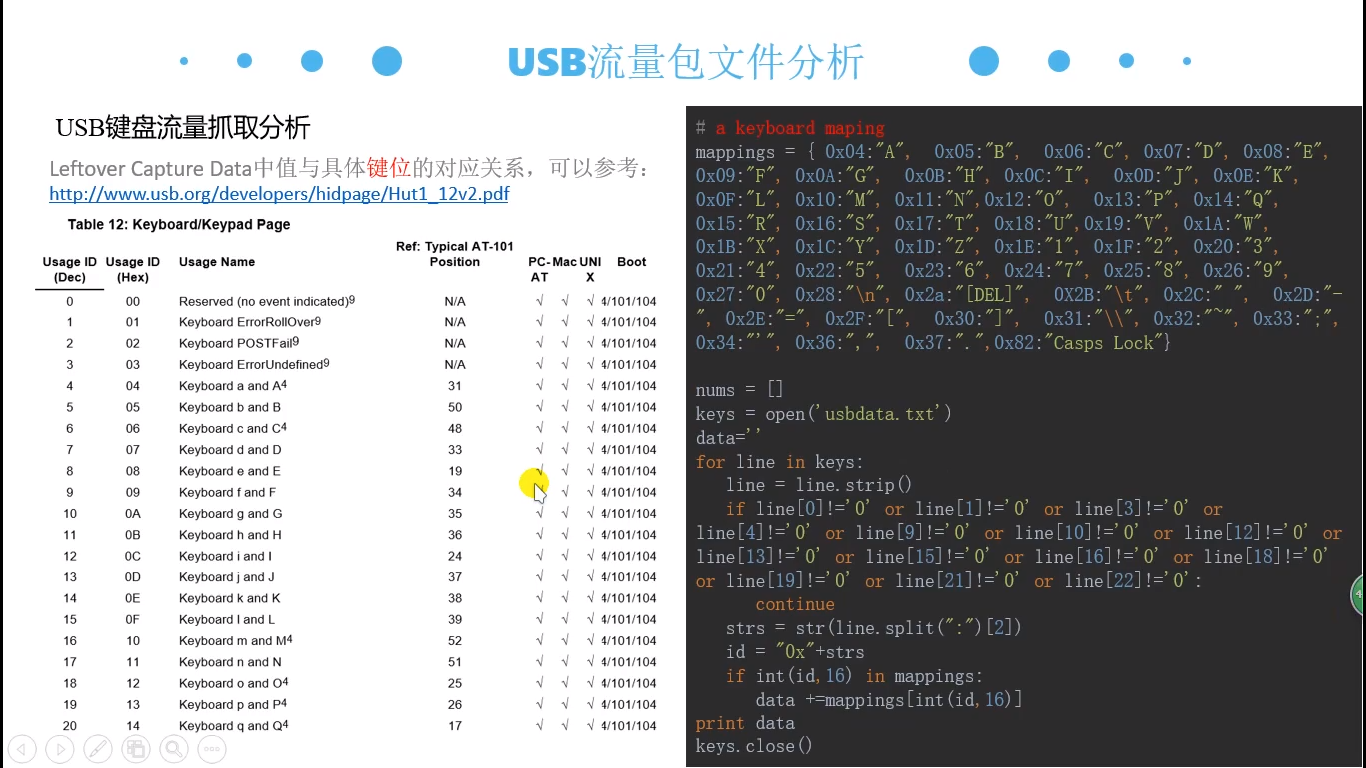 USB流量包文件分析
USB键盘流量抓取分析
Leftover Capture Data中值与具体键位的对应关系，可以参考：
http://www.usb.org/developers/hidpage/Hut1_12v2.pdf
Table 12: Keyboard/Keypad Page
Ref: Typical AT-101
Usage ID Usage ID Usage Name Position PC- Mac UNI Boot
(Dec) (Hex) AT X
0 00 Reserved (no event indicated)9 N/A √ √ √ 4/101/104
1 01 Keyboard ErrorRollOver9 N/A √ √ √ 4/101/104
2 02 Keyboard POSTFail9 N/A √ √ √ 4/101/104
3 03 Keyboard ErrorUndefined9 N/A √ √ √ 4/101/104
4 04 Keyboard a and A4 31 √ √ √ 4/101/104
5 05 Keyboard b and B 50 √ √ √ 4/101/104
6 06 Keyboard c and C4 48 √ √ √ 4/101/104
7 07 Keyboard d and D 33 √ √ √ 4/101/104
8 08 Keyboard e and E 19 √ √ √ 4/101/104
9 09 Keyboard f and F 34 √ √ √ 4/101/104
10 0A Keyboard g and G 35 √ √ √ 4/101/104
11 0B Keyboard h and H 36 √ √ √ 4/101/104
12 0C Keyboard i and I 24 √ √ √ 4/101/104
13 0D Keyboard j and J 37 √ √ √ 4/101/104
14 0E Keyboard k and K 38 √ √ √ 4/101/104
15 0F Keyboard l and L 39 √ √ √ 4/101/104
16 10 Keyboard m and M4 52 √ √ √ 4/101/104
17 11 Keyboard n and N 51 √ √ √ 4/101/104
18 12 Keyboard o and O4 25 √ √ √ 4/101/104
19 13 Keyboard p and P4 26 √ √ √ 4/101/104
20 14 Keyboard q and Q4 17 √ √ √ 4/101/104
# a keyboard maping
mappings = { 0x04:"A", 0x05:"B", 0x06:"C", 0x07:"D", 0x08:"E",
0x09:"F", 0x0A:"G", 0x0B:"H", 0x0C:"I", 0x0D:"J", 0x0E:"K",
0x0F:"L", 0x10:"M", 0x11:"N",0x12:"O", 0x13:"P", 0x14:"Q",
0x15:"R", 0x16:"S", 0x17:"T", 0x18:"U",0x19:"V", 0x1A:"W",
0x1B:"X", 0x1C:"Y", 0x1D:"Z", 0x1E:"1", 0x1F:"2", 0x20:"3",
0x21:"4", 0x22:"5", 0x23:"6", 0x24:"7", 0x25:"8", 0x26:"9",
0x27:"0", 0x28:"\n", 0x2a:"[DEL]", 0X2B:"\t", 0x2C:" ", 0x2D:"-
", 0x2E:"=", 0x2F:"[", 0x30:"]", 0x31:"\\", 0x32:"~", 0x33:";",
0x34:"'", 0x36:",", 0x37:".",0x82:"Casps Lock"}
nums = []
keys = open('usbdata.txt')
data=''
for line in keys:
line = line.strip()
if line[0]!='0' or line[1]!='0' or line[3]!='0' or
line[4]!='0' or line[9]!='0' or line[10]!='0' or line[12]!='0' or
line[13]!='0' or line[15]!='0' or line[16]!='0' or line[18]!='0'
or line[19]!='0' or line[21]!='0' or line[22]!='0':
continue
strs = str(line.split(":")[2])
id = "0x"+strs
if int(id,16) in mappings:
data +=mappings[int(id,16)]
print data
keys.close()